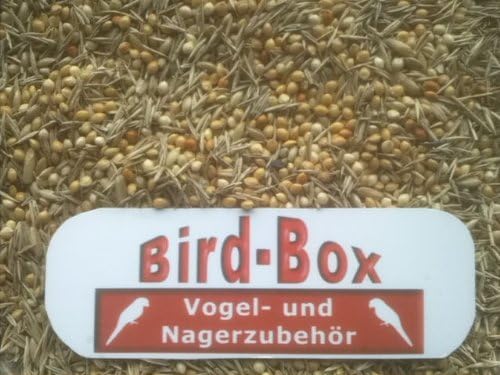 Bird-Box
Vogel- und
Nagerzubehör